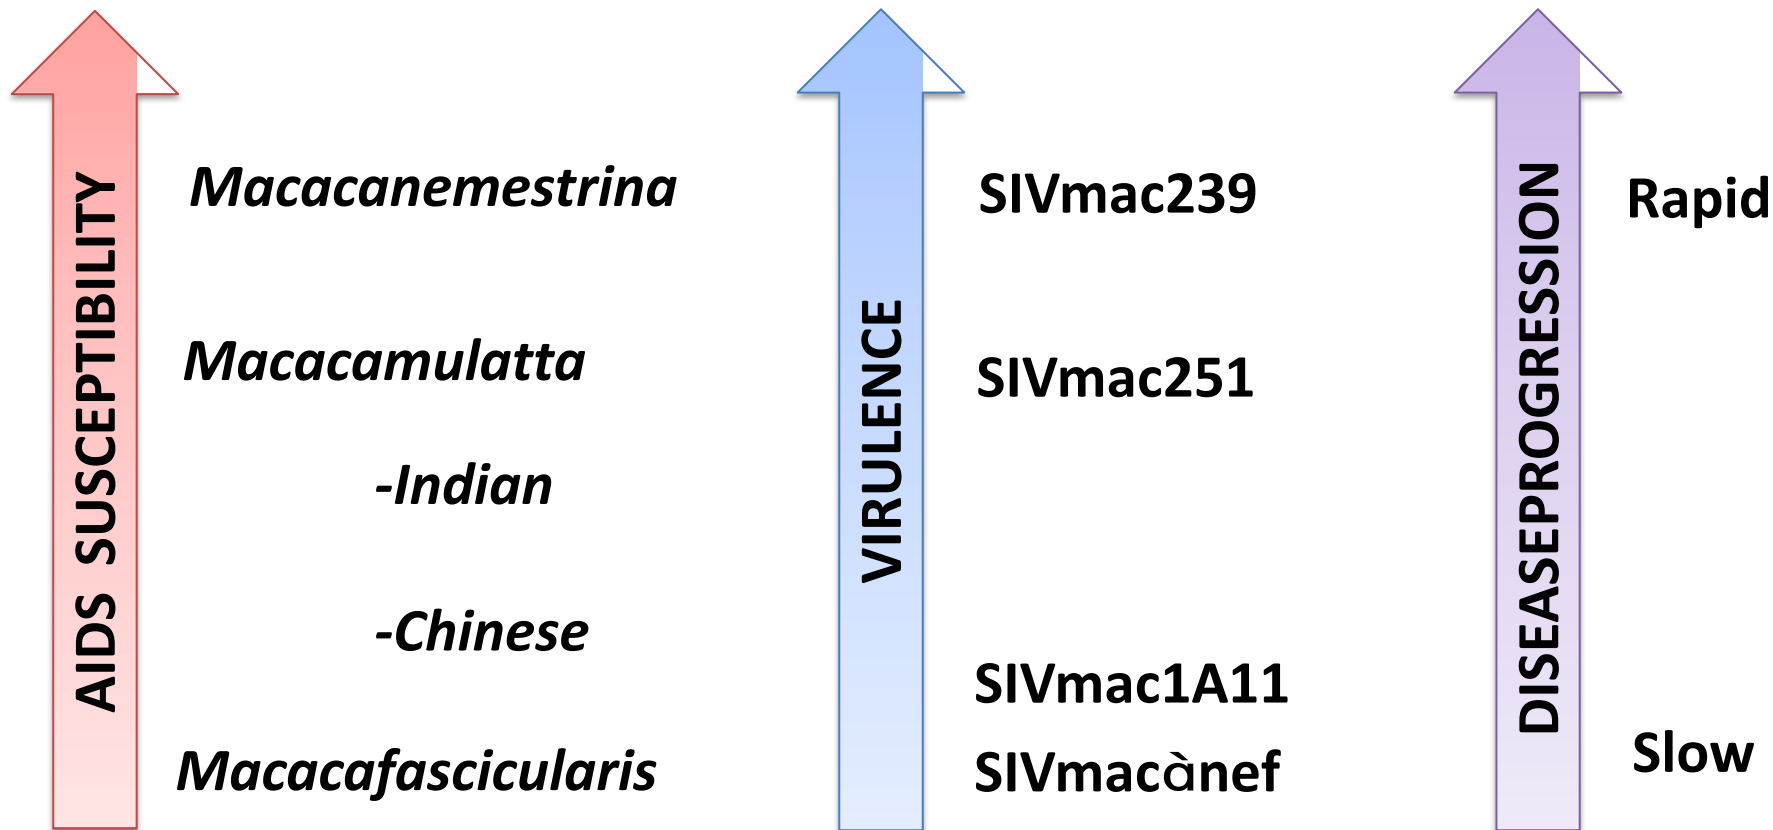 AIDS SUSCEPTIBILITY
Macacanemestrina
Macacamulatta
-Indian
-Chinese
Macacafascicularis
VIRULENCE
SIVmac239
SIVmac251
SIVmac1A11
SIVmacànef
DISEASEPROGRESSION
Rapid
Slow